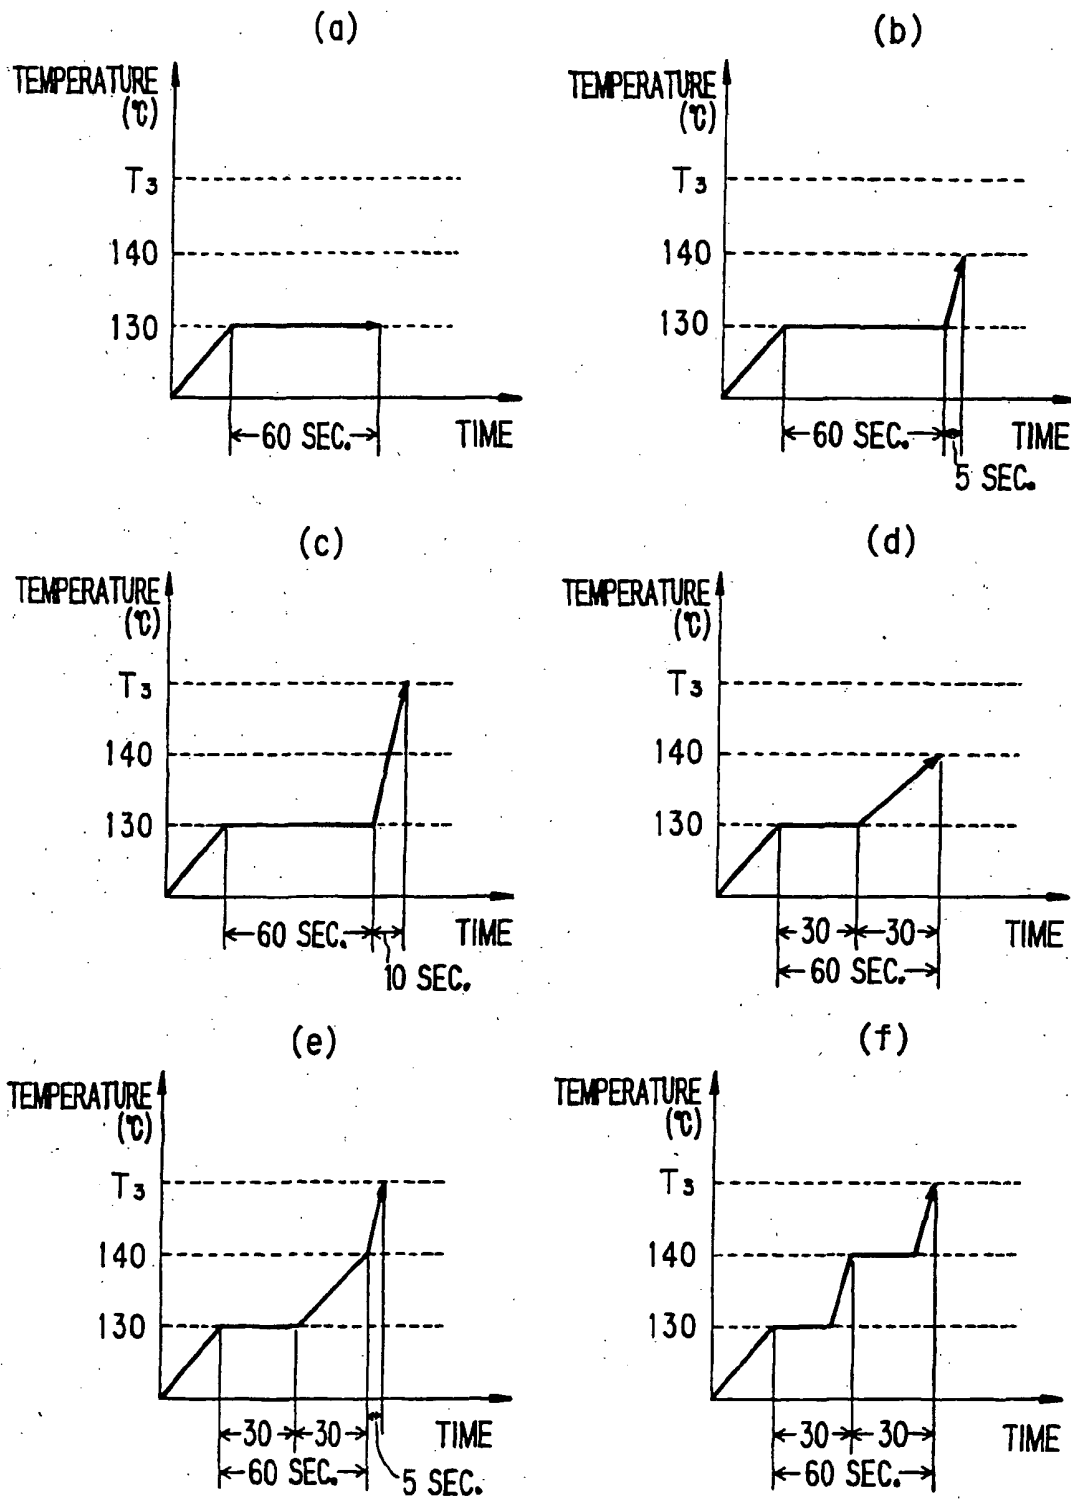 (a)
TEMPERATURE
(℃)
T3
140
130
60 SEC.
TIME
(b)
TEMPERATURE
(℃)
T3
140
130
60 SEC.
TIME
5 SEC.
(c)
TEMPERATURE
(℃)
T3
140
130
60 SEC.
TIME
10 SEC.
(d)
TEMPERATURE
(℃)
T3
140
130
30 30
TIME
60 SEC.
(e)
TEMPERATURE
(℃)
T3
140
130
30 30
TIME
60 SEC.
5 SEC.
(f)
TEMPERATURE
(℃)
T3
140
130
30 30
TIME
60 SEC.